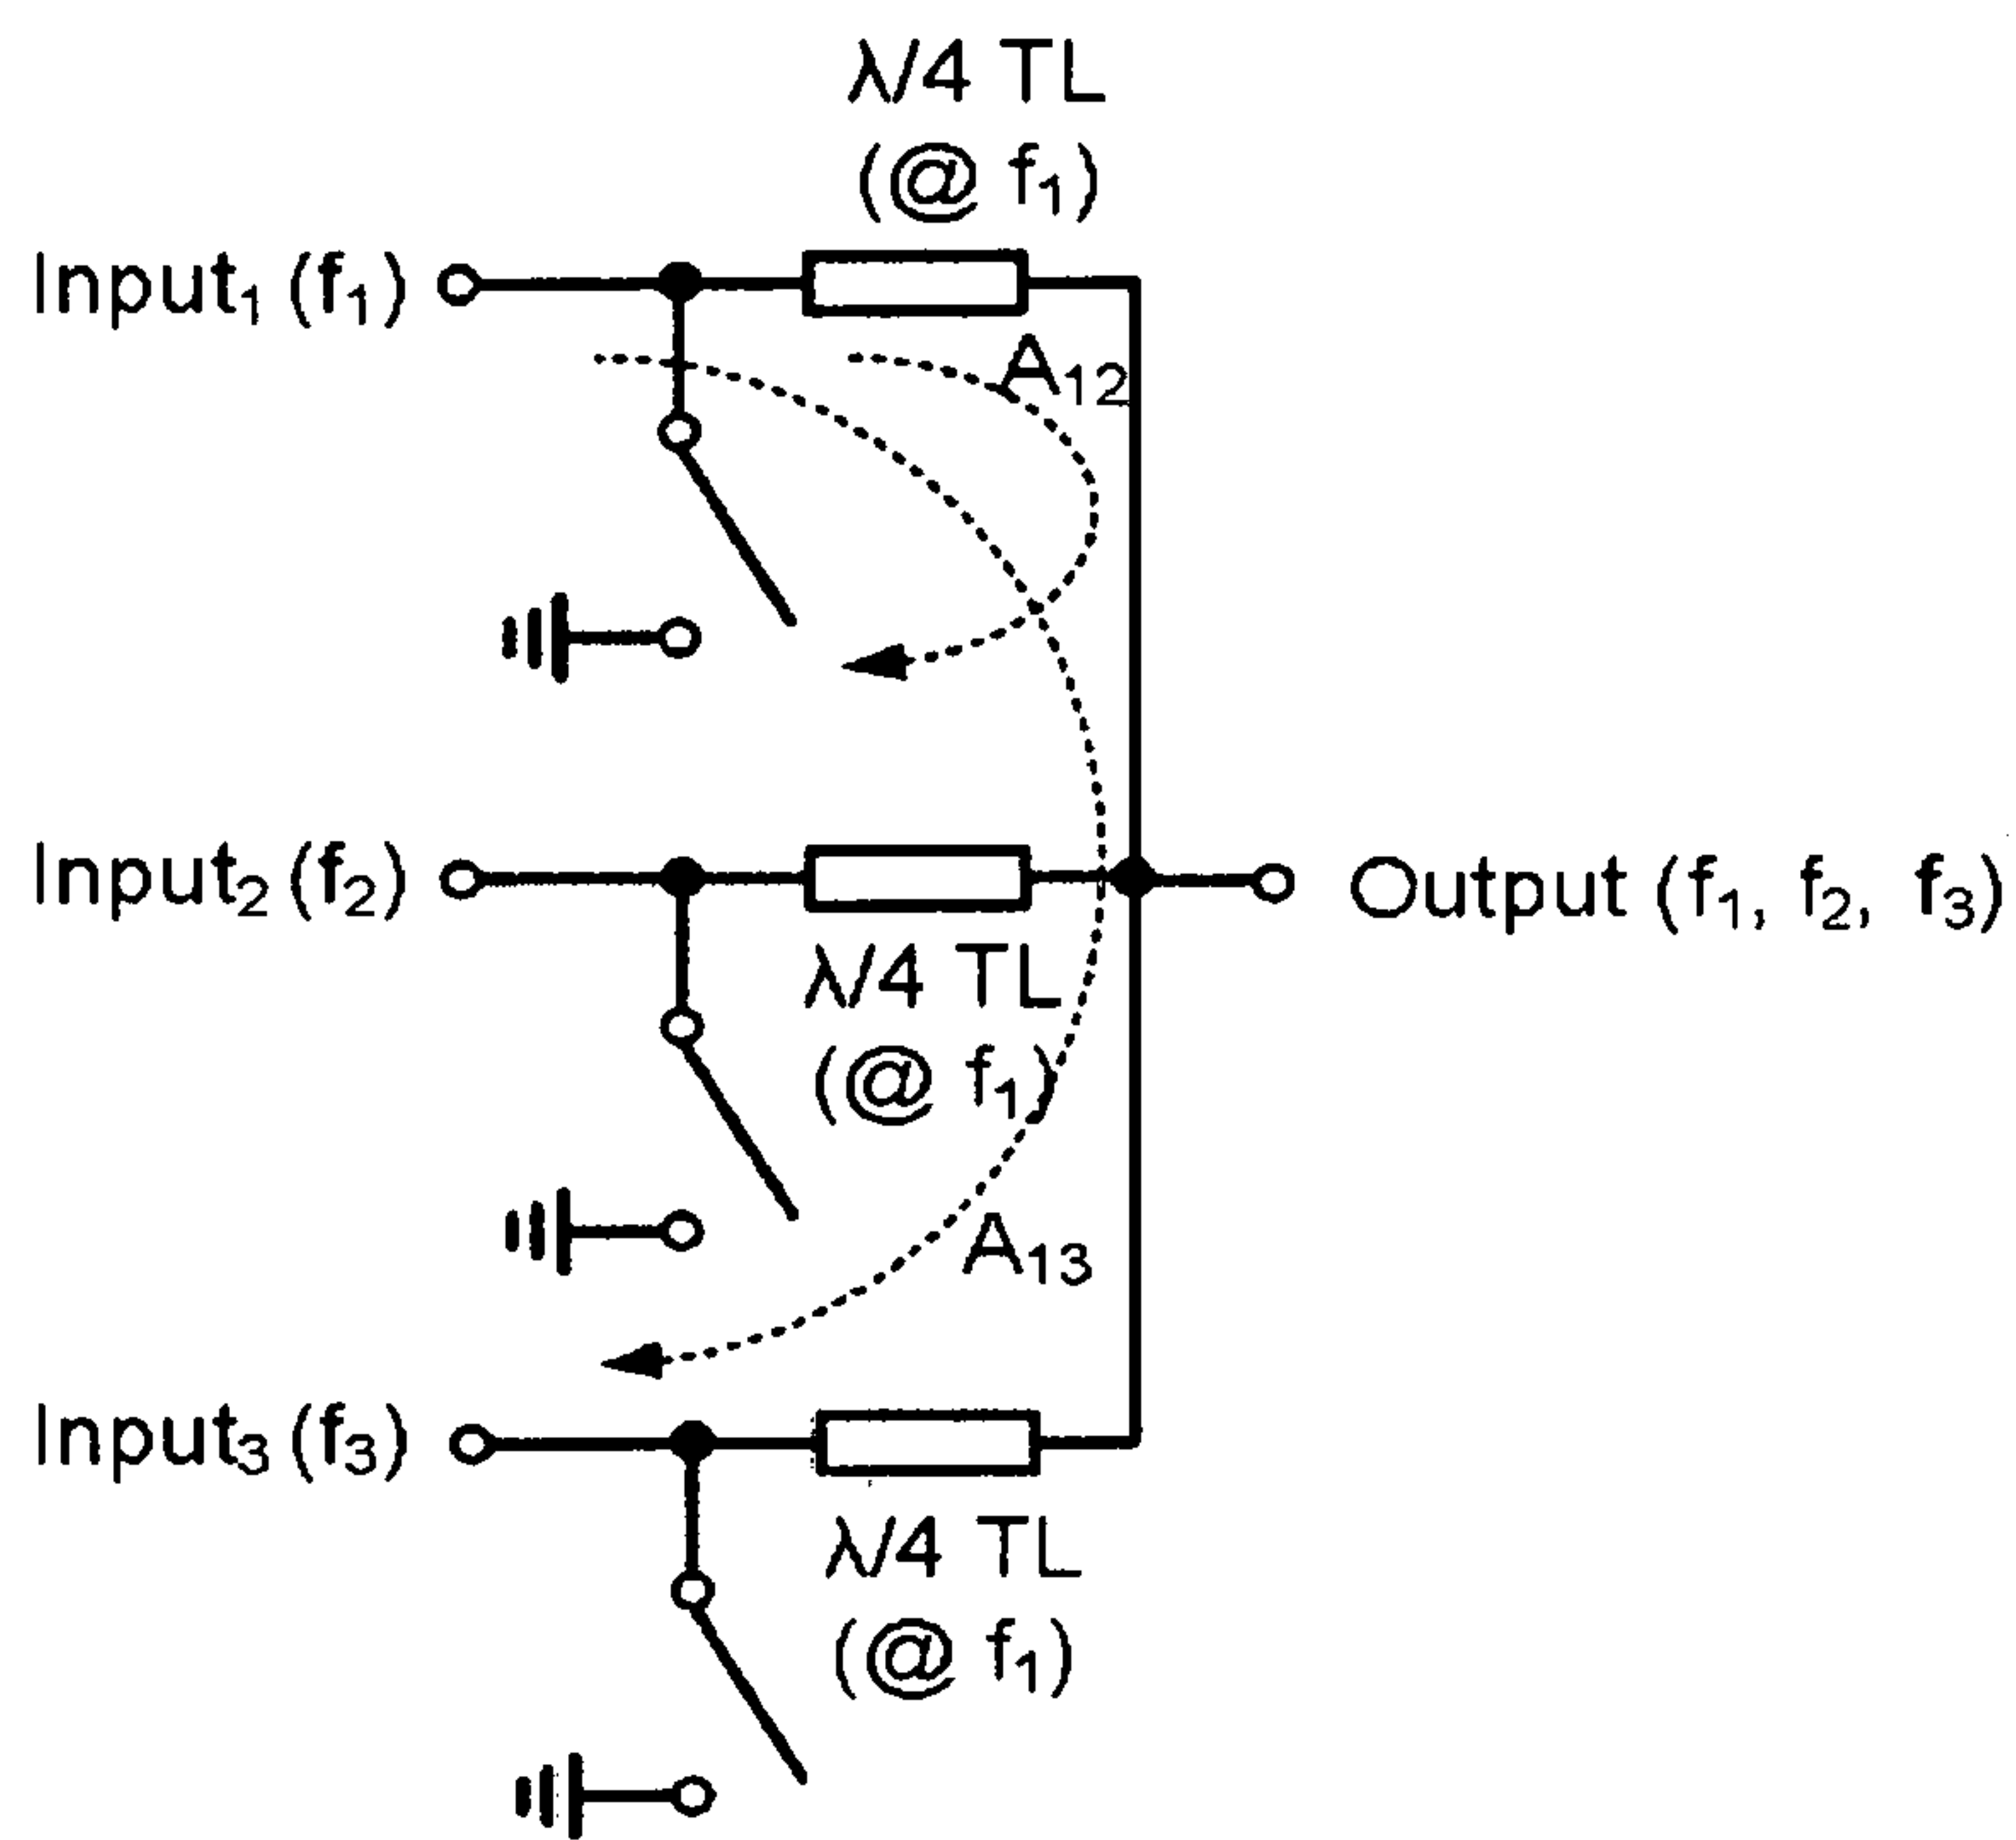 λ/4 TL
(@ f₁)
Input₁ (f₁)
A₁₂
Input₂ (f₂)
Output (f₁, f₂, f₃)
λ/4 TL
(@ f₁)
A₁₃
Input₃ (f₃)
λ/4 TL
(@ f₁)